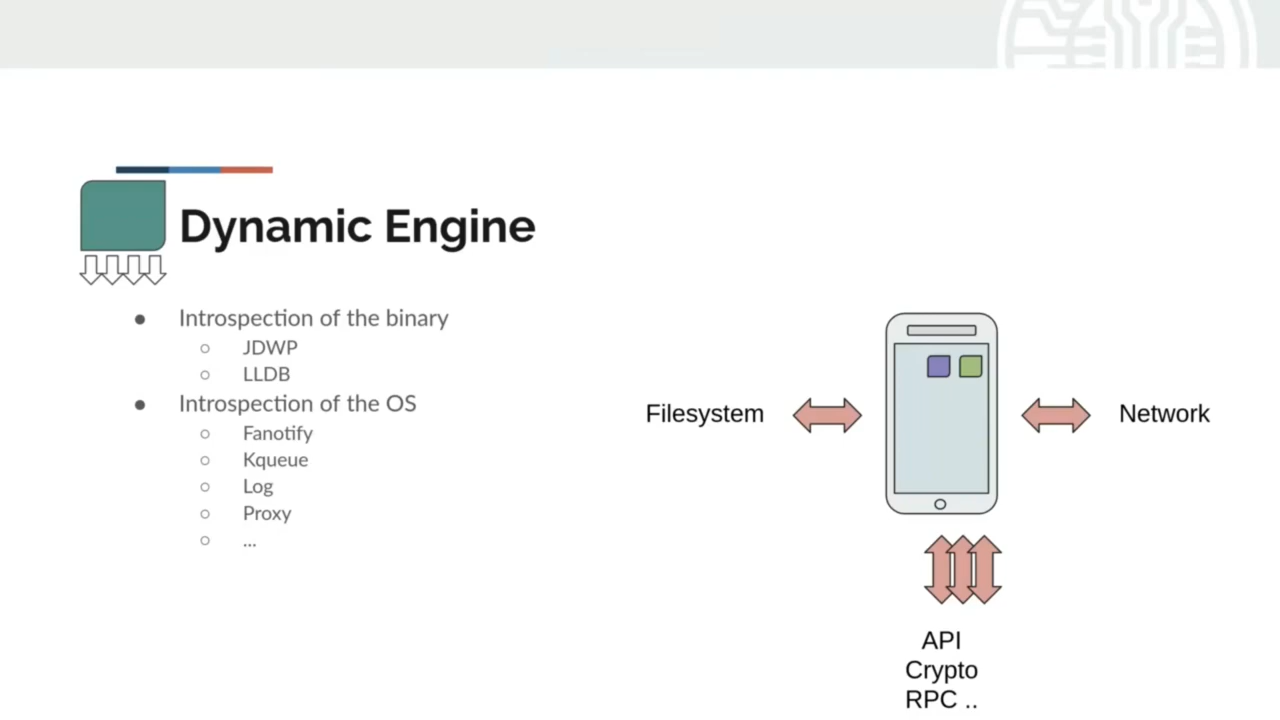 Dynamic Engine
● Introspection of the binary
○ JDWP
○ LLDB
● Introspection of the OS
○ Fanotify
○ Kqueue
○ Log
○ Proxy
○ ...
Filesystem
Network
API
Crypto
RPC ..